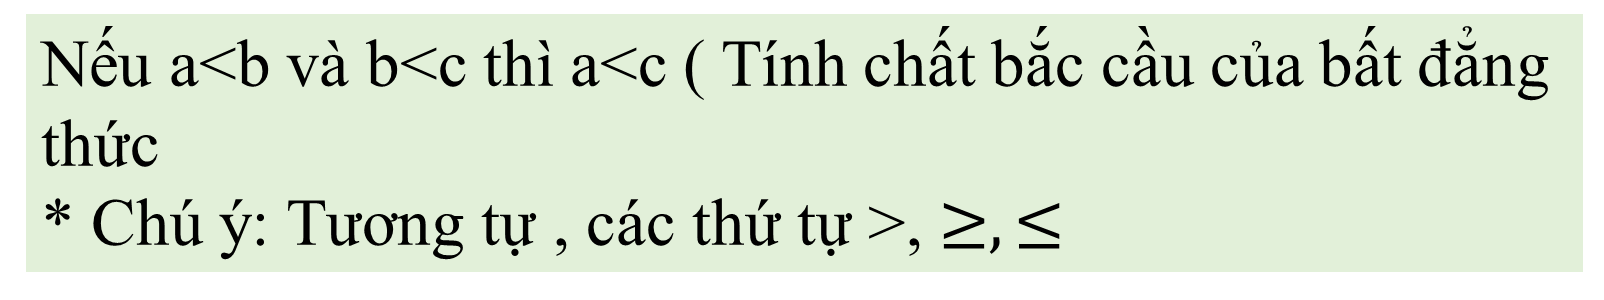 Nếu a<b và b<c thì a<c ( Tính chất bắc cầu của bất đẳng
thức
* Chú ý: Tương tự , các thứ tự >, ≥, ≤